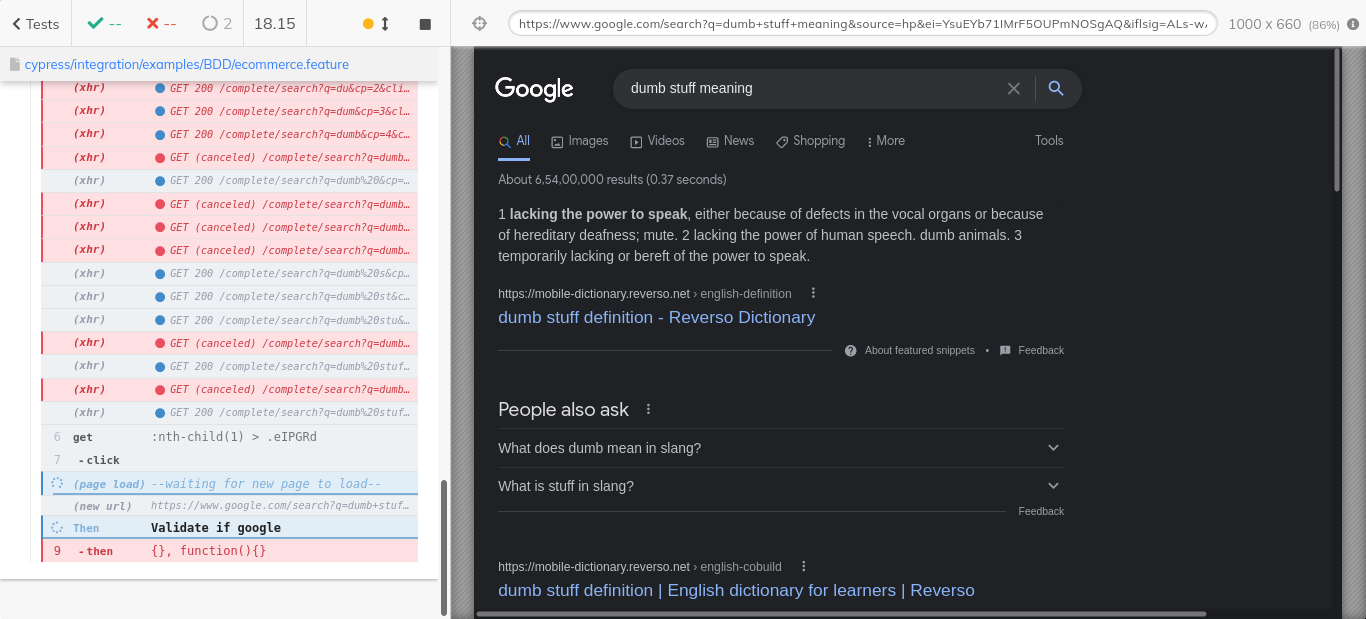 Tests
--
--
2
18.15
https://www.google.com/search?q=dumb+stuff+meaning&source=hp&ei=YsuEYb71IMrF5OUPmNOSgAQ&iflsig=ALs-w
1000 x 660 (86%)
cypress/integration/examples/BDD/ecommerce.feature
(xhr) GET 200 /complete/search?q=du&cp=2&cli…
(xhr) GET 200 /complete/search?q=dum&cp=3&cl…
(xhr) GET 200 /complete/search?q=dumb&cp=4&c…
(xhr) GET (canceled) /complete/search?q=dumb…
(xhr) GET 200 /complete/search?q=dumb%20&cp=…
(xhr) GET (canceled) /complete/search?q=dumb…
(xhr) GET (canceled) /complete/search?q=dumb…
(xhr) GET (canceled) /complete/search?q=dumb…
(xhr) GET 200 /complete/search?q=dumb%20s&cp…
(xhr) GET 200 /complete/search?q=dumb%20st&c…
(xhr) GET 200 /complete/search?q=dumb%20stu&…
(xhr) GET (canceled) /complete/search?q=dumb…
(xhr) GET 200 /complete/search?q=dumb%20stuf…
(xhr) GET (canceled) /complete/search?q=dumb…
(xhr) GET 200 /complete/search?q=dumb%20stuf…
6 get :nth-child(1) > .eIPGRd
7 -click
(page load) --waiting for new page to load--
(new url) https://www.google.com/search?q=dumb+stuf…
Then Validate if google
9 -then {}, function(){}
Google
dumb stuff meaning
All Images Videos News Shopping More Tools
About 6,54,00,000 results (0.37 seconds)
1 lacking the power to speak, either because of defects in the vocal organs or because
of hereditary deafness; mute. 2 lacking the power of human speech. dumb animals. 3
temporarily lacking or bereft of the power to speak.
https://mobile-dictionary.reverso.net › english-definition
dumb stuff definition - Reverso Dictionary
About featured snippets • Feedback
People also ask
What does dumb mean in slang?
What is stuff in slang?
Feedback
https://mobile-dictionary.reverso.net › english-cobuild
dumb stuff definition | English dictionary for learners | Reverso